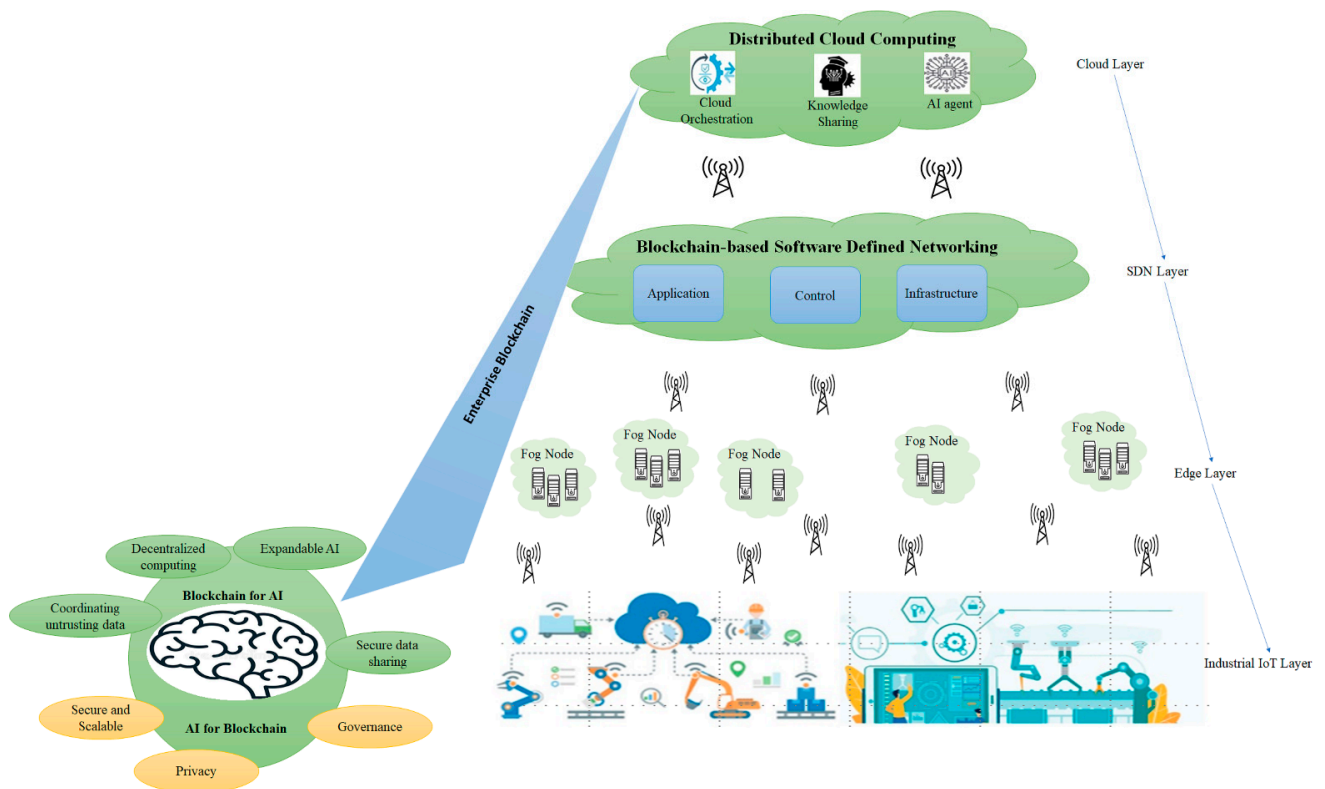 Distributed Cloud Computing
Cloud
Orchestration
Knowledge
Sharing
AI agent
Cloud Layer
Blockchain-based Software Defined Networking
Application
Control
Infrastructure
SDN Layer
Enterprise Blockchain
Fog Node
Fog Node
Fog Node
Fog Node
Fog Node
Edge Layer
Decentralized
computing
Expandable AI
Blockchain for AI
Coordinating
untrusting data
Secure data
sharing
Secure and
Scalable
AI for Blockchain
Governance
Privacy
Industrial IoT Layer